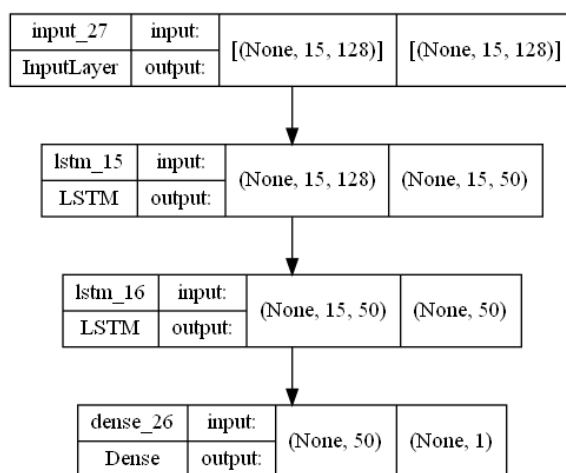 input_27 input: [(None, 15, 128)] [(None, 15, 128)]
InputLayer output:
lstm_15 input: (None, 15, 128) (None, 15, 50)
LSTM output:
lstm_16 input: (None, 15, 50) (None, 50)
LSTM output:
dense_26 input: (None, 50) (None, 1)
Dense output: